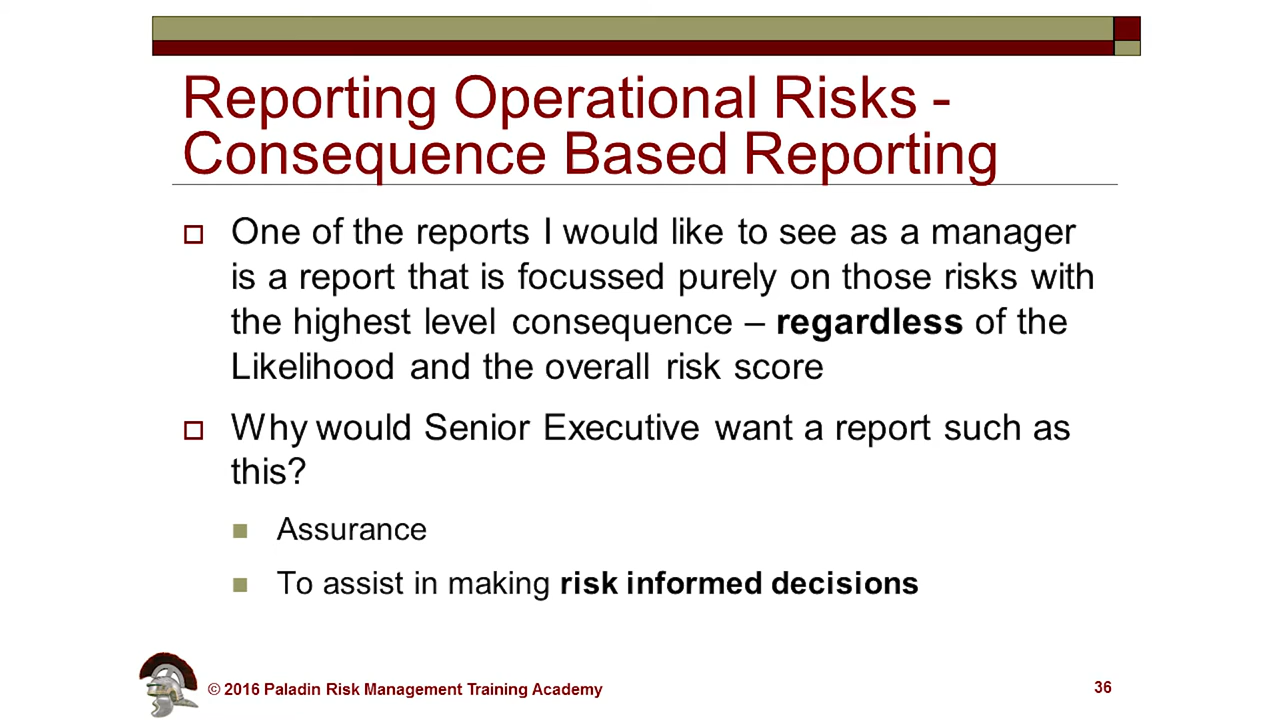 Reporting Operational Risks -
Consequence Based Reporting
One of the reports I would like to see as a manager
is a report that is focussed purely on those risks with
the highest level consequence – regardless of the
Likelihood and the overall risk score
Why would Senior Executive want a report such as
this?
Assurance
To assist in making risk informed decisions
© 2016 Paladin Risk Management Training Academy
36